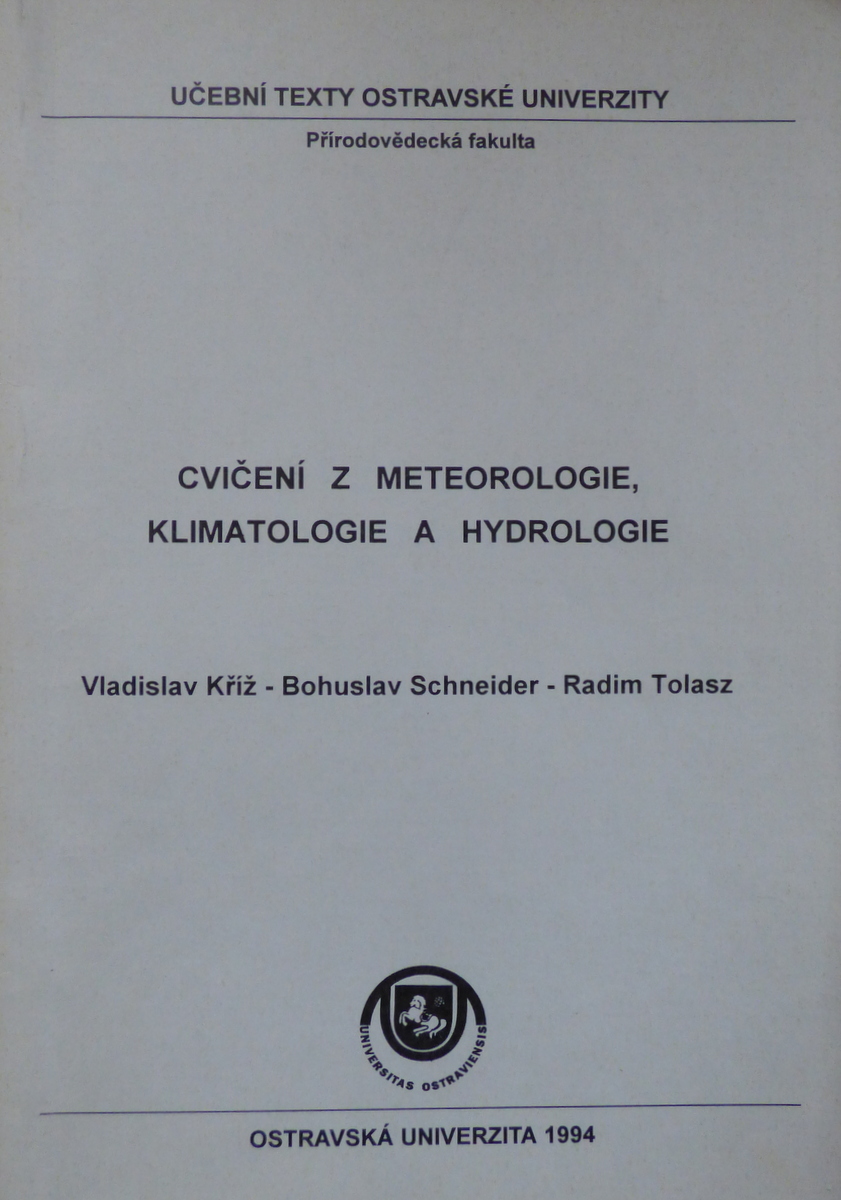 UČEBNÍ TEXTY OSTRAVSKÉ UNIVERZITY
Přírodovědecká fakulta
CVIČENÍ Z METEOROLOGIE,
KLIMATOLOGIE A HYDROLOGIE
Vladislav Kříž - Bohuslav Schneider - Radim Tolasz
UNIVERSITAS OSTRAVIENSIS
OSTRAVSKÁ UNIVERZITA 1994